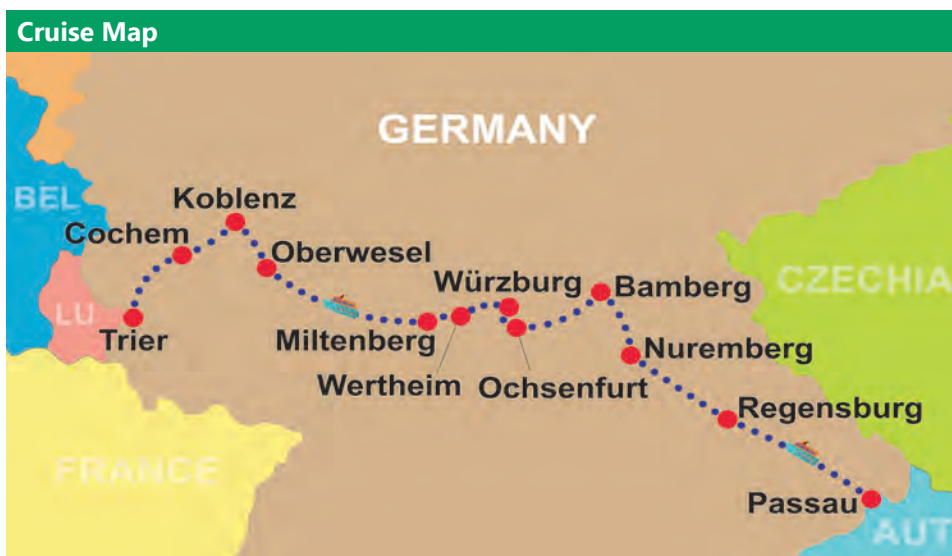 Cruise Map
GERMANY
BEL
Koblenz
Cochem
Oberwesel
Würzburg
Bamberg
CZECHIA
LU
Trier
Miltenberg
Nuremberg
Wertheim
Ochsenfurt
Regensburg
FRANCE
Passau
AUT